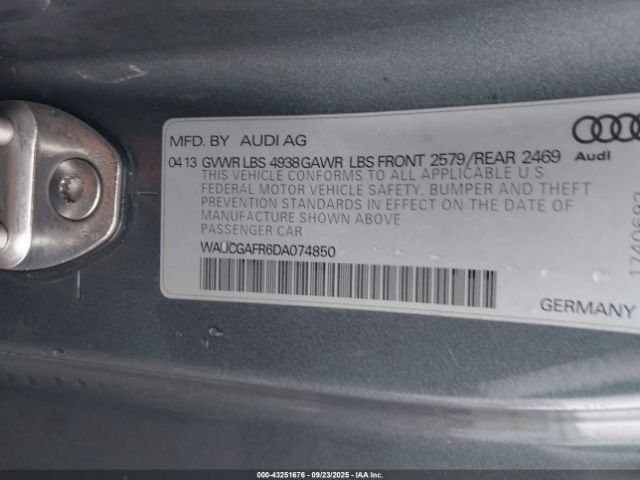 MFD. BY AUDI AG
04 13 GVWR LBS 4938 GAWR LBS FRONT 2579/REAR 2469
THIS VEHICLE CONFORMS TO ALL APPLICABLE U.S.
FEDERAL MOTOR VEHICLE SAFETY, BUMPER AND THEFT
PREVENTION STANDARDS IN EFFECT ON THE DATE OF
MANUFACTURE SHOWN ABOVE
PASSENGER CAR
WAUCGAFR6DA074850
Audi
GERMANY
000-43251676 - 09/23/2025 - IAAI.COM